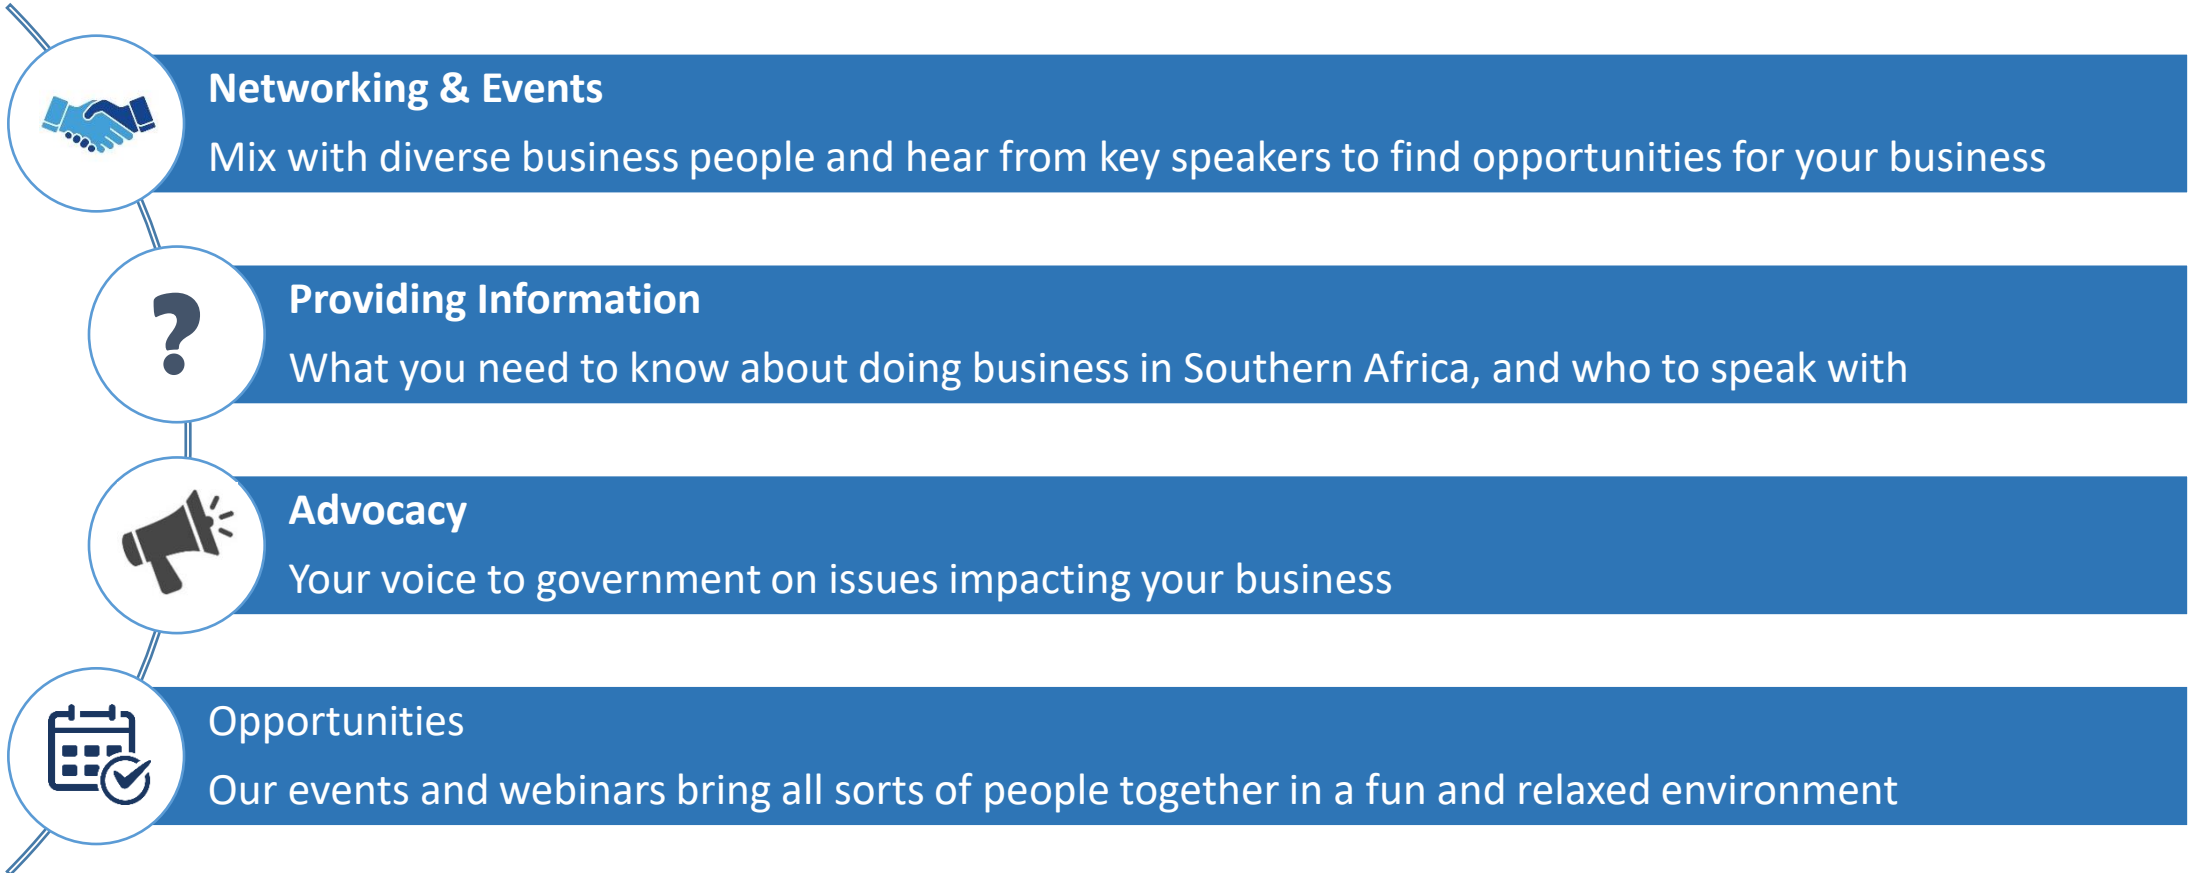 Networking & Events
Mix with diverse business people and hear from key speakers to find opportunities for your business
?
Providing Information
What you need to know about doing business in Southern Africa, and who to speak with
Advocacy
Your voice to government on issues impacting your business
Opportunities
Our events and webinars bring all sorts of people together in a fun and relaxed environment